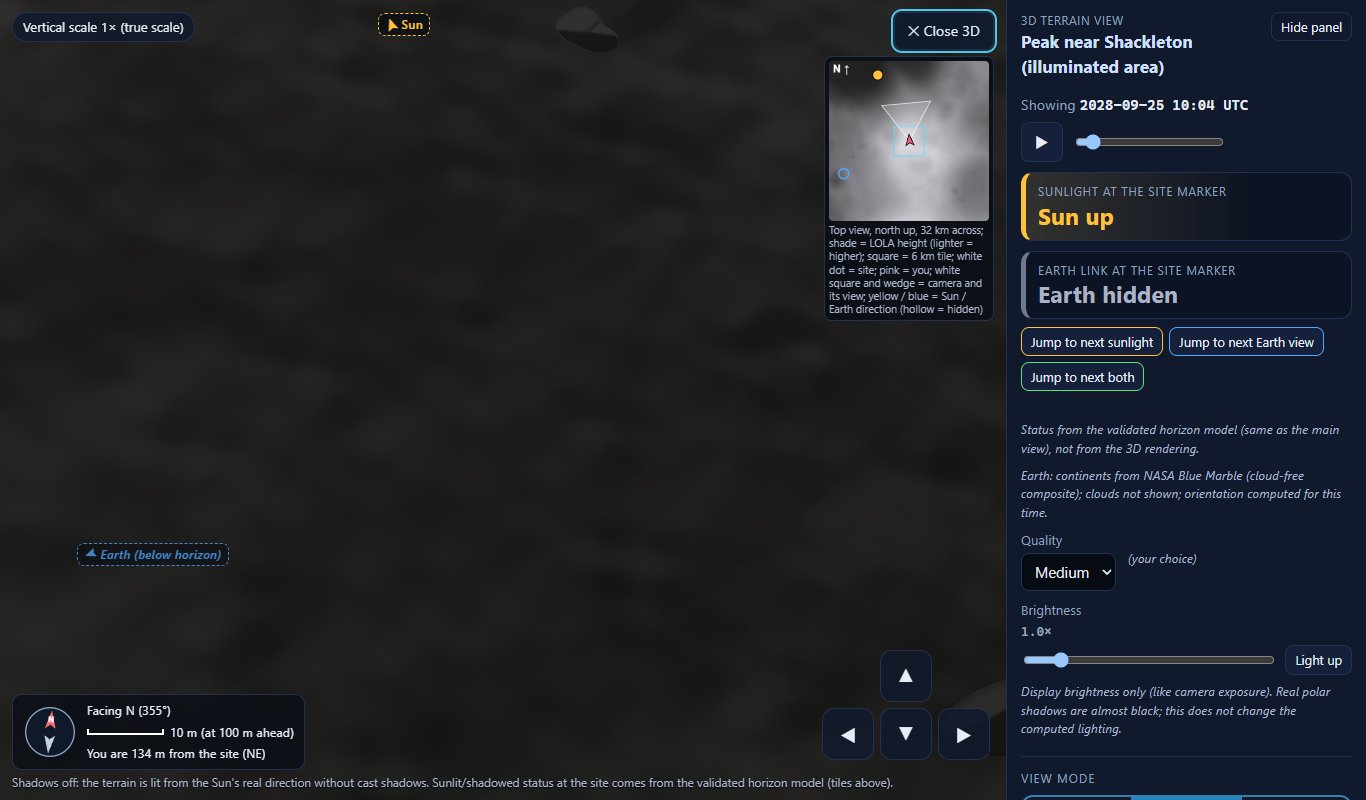 Vertical scale 1× (true scale)
Sun
Close 3D
N ↑
Top view, north up, 32 km across;
shade = LOLA height (lighter =
higher); square = 6 km tile; white
dot = site; pink = you; white
square and wedge = camera and
its view; yellow / blue = Sun /
Earth direction (hollow = hidden)
Earth (below horizon)
N
Facing N (355°)
10 m (at 100 m ahead)
You are 134 m from the site (NE)
Shadows off: the terrain is lit from the Sun's real direction without cast shadows. Sunlit/shadowed status at the site comes from the validated horizon model (tiles above).
3D TERRAIN VIEW
Hide panel
Peak near Shackleton
(illuminated area)
Showing 2028-09-25 10:04 UTC
SUNLIGHT AT THE SITE MARKER
Sun up
EARTH LINK AT THE SITE MARKER
Earth hidden
Jump to next sunlight
Jump to next Earth view
Jump to next both
Status from the validated horizon model (same as the main
view), not from the 3D rendering.
Earth: continents from NASA Blue Marble (cloud-free
composite); clouds not shown; orientation computed for this
time.
Quality
Medium
(your choice)
Brightness
1.0×
Light up
Display brightness only (like camera exposure). Real polar
shadows are almost black; this does not change the
computed lighting.
VIEW MODE